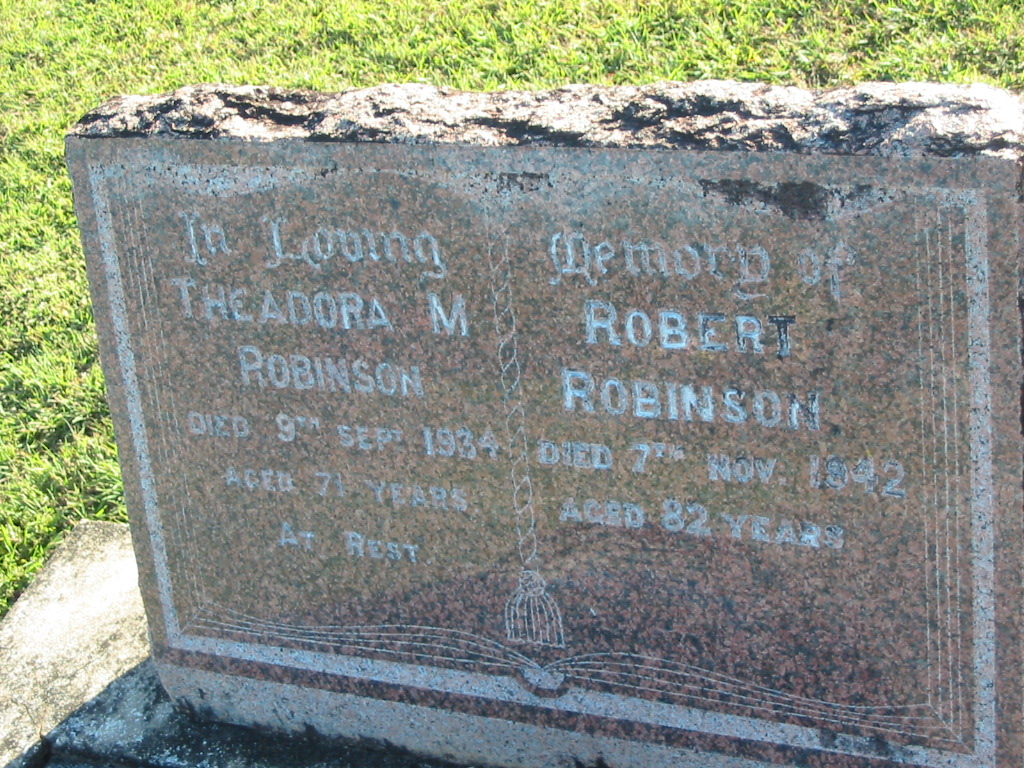 In Loving Memory of
THEADORA M
ROBINSON
DIED 9TH SEPT 1934
AGED 71 YEARS
AT REST.
ROBERT
ROBINSON
DIED 7TH NOV. 1942
AGED 82 YEARS